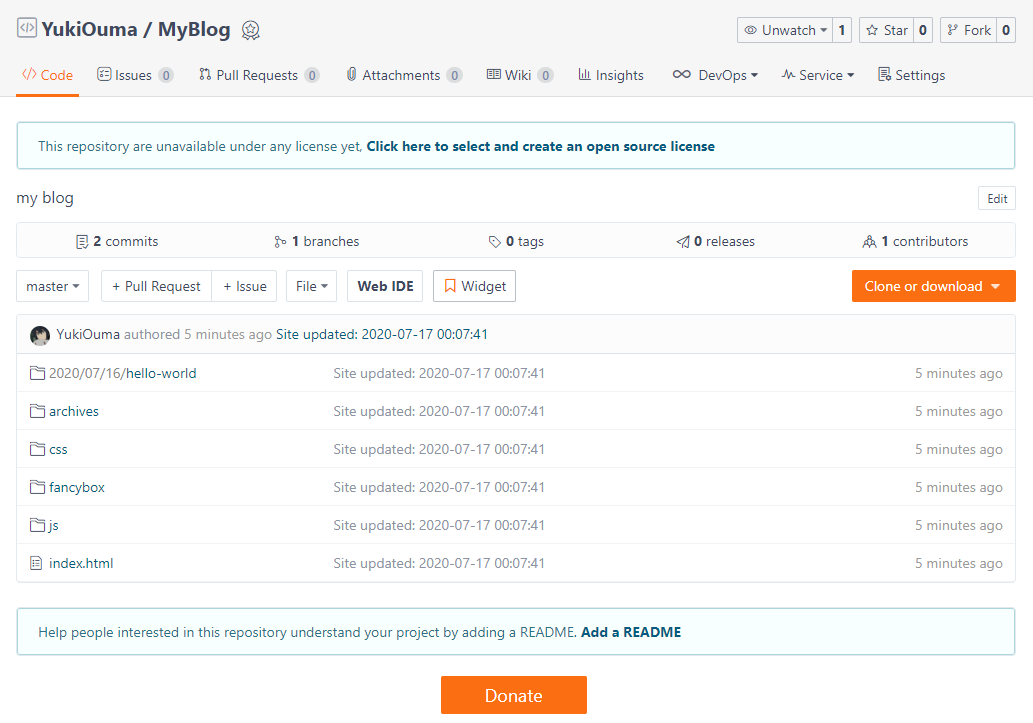 YukiOuma / MyBlog
Unwatch 1 Star 0 Fork 0
Code Issues 0 Pull Requests 0 Attachments 0 Wiki 0 Insights DevOps Service Settings
This repository are unavailable under any license yet, Click here to select and create an open source license
my blog Edit
2 commits 1 branches 0 tags 0 releases 1 contributors
master + Pull Request + Issue File Web IDE Widget Clone or download
YukiOuma authored 5 minutes ago Site updated: 2020-07-17 00:07:41
2020/07/16/hello-world Site updated: 2020-07-17 00:07:41 5 minutes ago
archives Site updated: 2020-07-17 00:07:41 5 minutes ago
css Site updated: 2020-07-17 00:07:41 5 minutes ago
fancybox Site updated: 2020-07-17 00:07:41 5 minutes ago
js Site updated: 2020-07-17 00:07:41 5 minutes ago
index.html Site updated: 2020-07-17 00:07:41 5 minutes ago
Help people interested in this repository understand your project by adding a README. Add a README
Donate